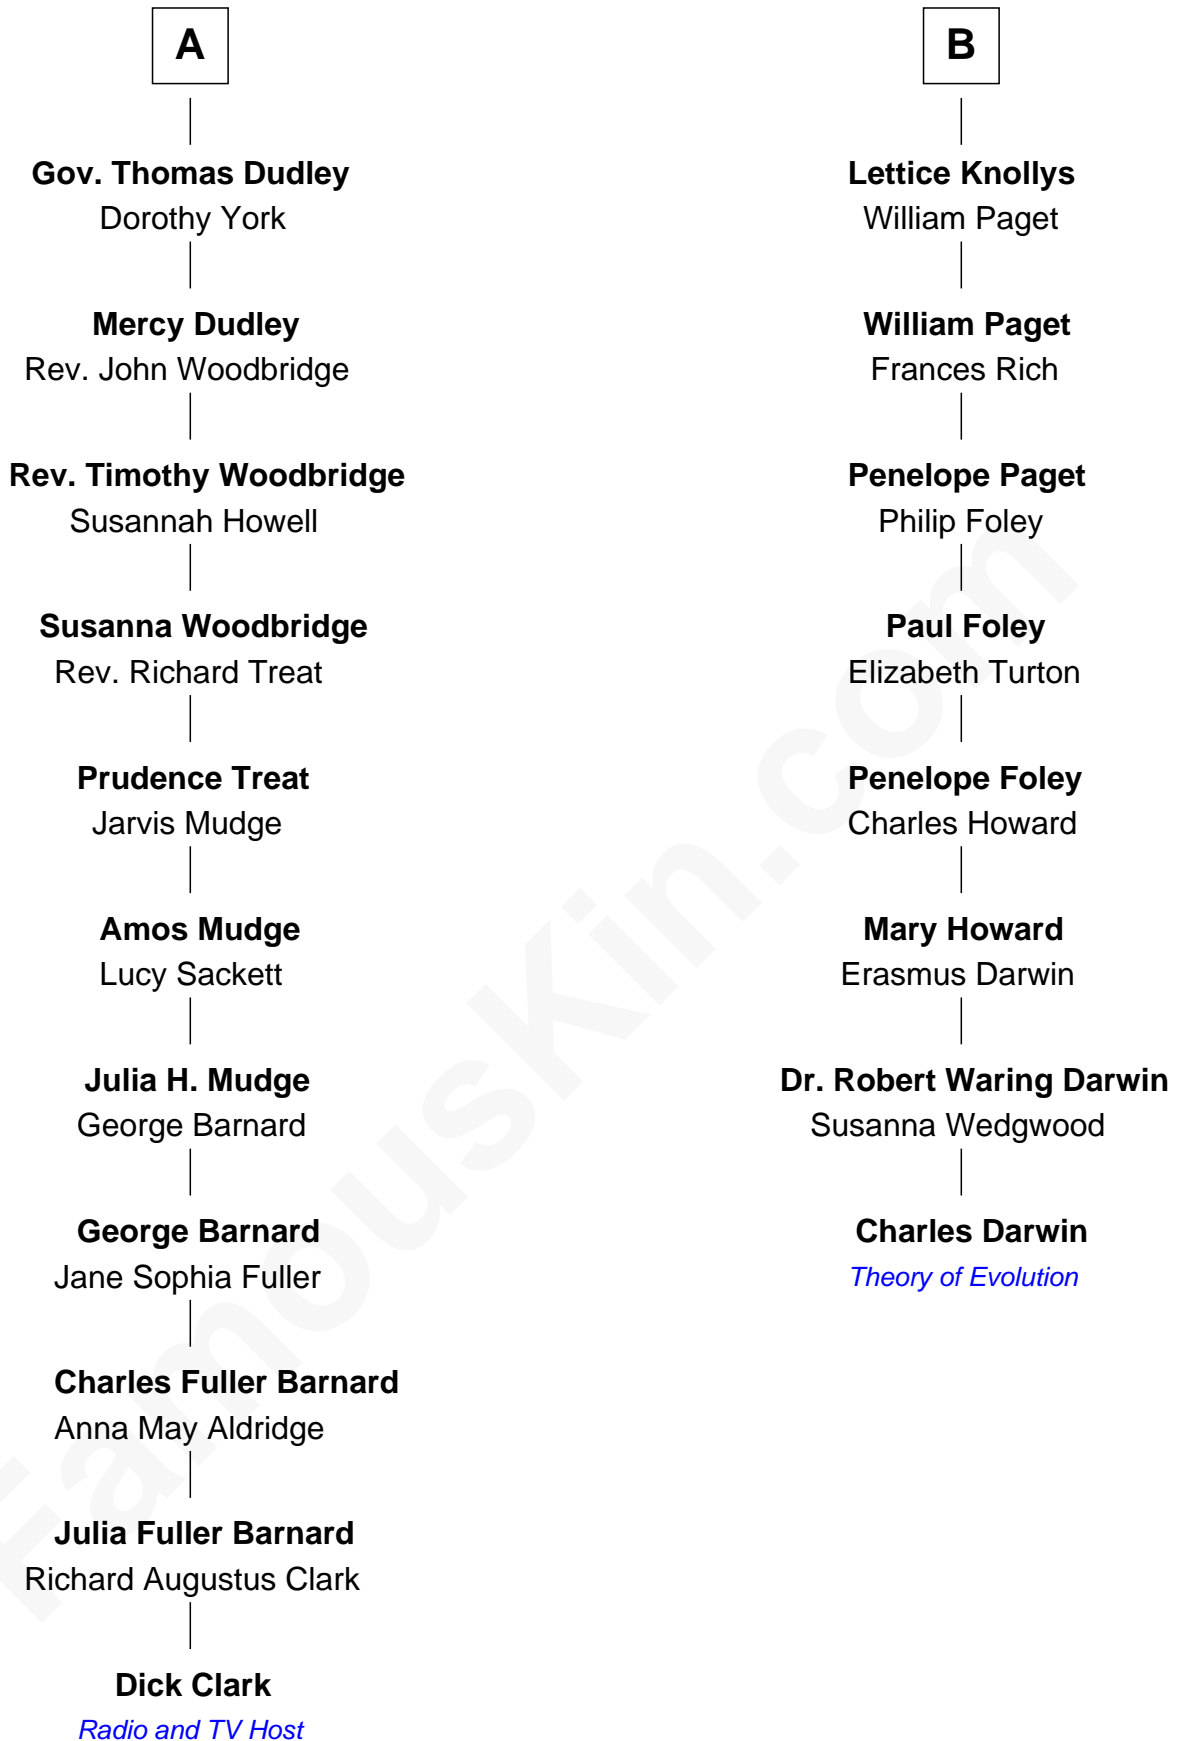 A
Gov. Thomas Dudley
Dorothy York
Mercy Dudley
Rev. John Woodbridge
Rev. Timothy Woodbridge
Susannah Howell
Susanna Woodbridge
Rev. Richard Treat
Prudence Treat
Jarvis Mudge
Amos Mudge
Lucy Sackett
Julia H. Mudge
George Barnard
George Barnard
Jane Sophia Fuller
Charles Fuller Barnard
Anna May Aldridge
Julia Fuller Barnard
Richard Augustus Clark
Dick Clark
Radio and TV Host
B
Lettice Knollys
William Paget
William Paget
Frances Rich
Penelope Paget
Philip Foley
Paul Foley
Elizabeth Turton
Penelope Foley
Charles Howard
Mary Howard
Erasmus Darwin
Dr. Robert Waring Darwin
Susanna Wedgwood
Charles Darwin
Theory of Evolution
FamousKin.com